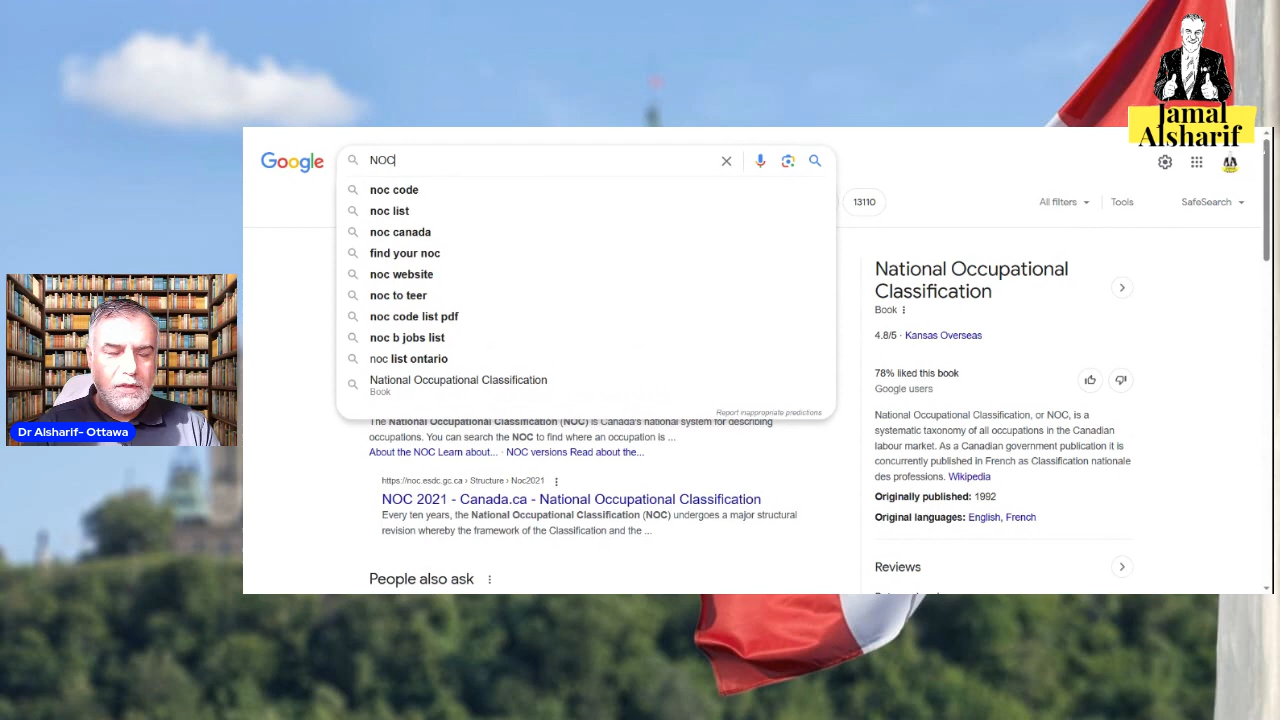 Jamal
Alsharif
Google
NOC
13110
All filters
Tools
SafeSearch
noc code
noc list
noc canada
find your noc
noc website
noc to teer
noc code list pdf
noc b jobs list
noc list ontario
National Occupational Classification
Book
Report inappropriate predictions
The National Occupational Classification (NOC) is Canada's national system for describing
occupations. You can search the NOC to find where an occupation is ...
About the NOC Learn about... · NOC versions Read about the...
https://noc.esdc.gc.ca › Structure › Noc2021
NOC 2021 - Canada.ca - National Occupational Classification
Every ten years, the National Occupational Classification (NOC) undergoes a major structural
revision whereby the framework of the Classification and the ...
People also ask
National Occupational
Classification
Book
4.8/5 · Kansas Overseas
78% liked this book
Google users
National Occupational Classification, or NOC, is a
systematic taxonomy of all occupations in the Canadian
labour market. As a Canadian government publication it is
concurrently published in French as Classification nationale
des professions. Wikipedia
Originally published: 1992
Original languages: English, French
Reviews
Dr Alsharif- Ottawa